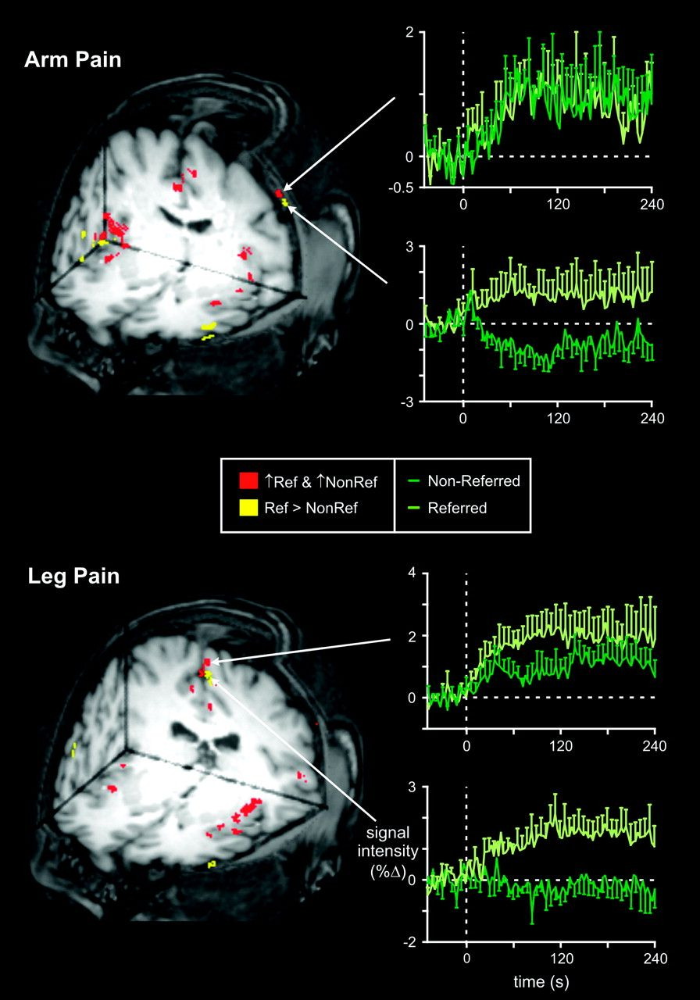 Arm Pain
2
0
-0.5
0 120 240
3
0
-3
0 120 240
↑Ref & ↑NonRef
Ref > NonRef
Non-Referred
Referred
Leg Pain
4
2
0
0 120 240
3
0
-2
0 120 240
signal
intensity
(%Δ)
time (s)